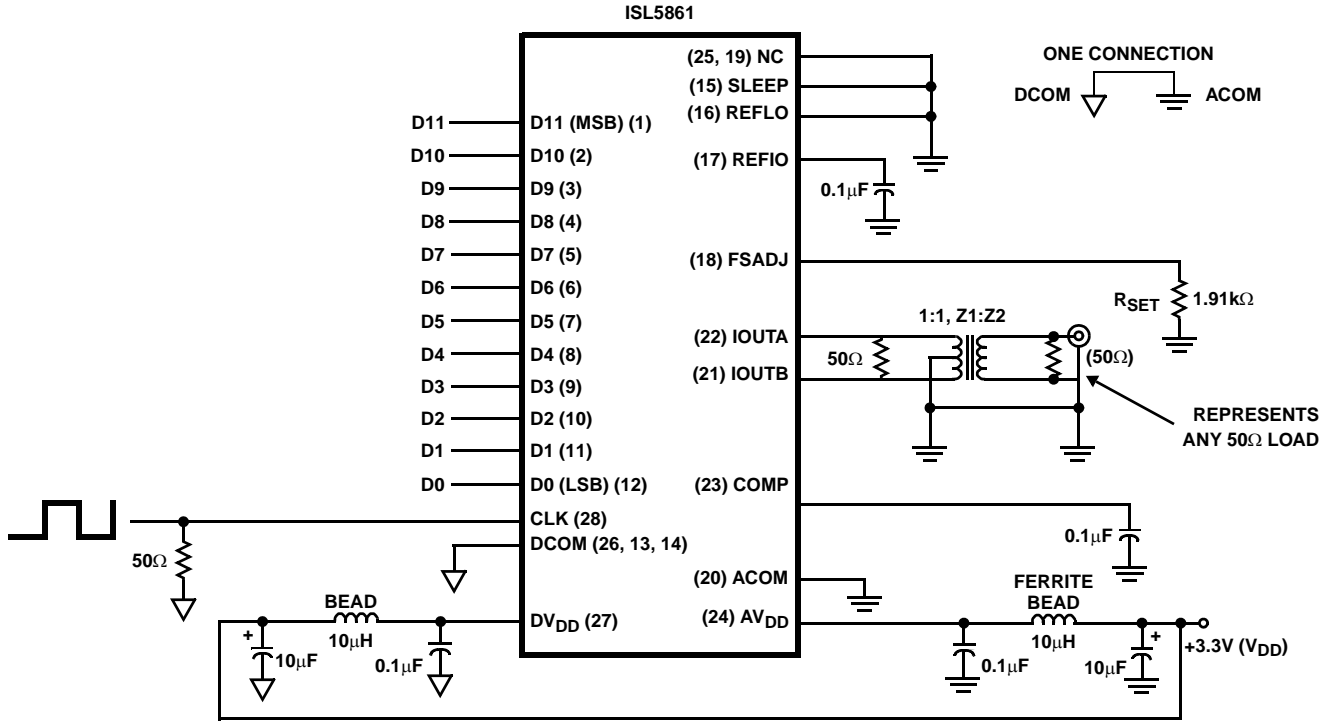 ISL5861
(25, 19) NC
(15) SLEEP
(16) REFLO
(17) REFIO
0.1μF
(18) FSADJ
RSET
1.91kΩ
1:1, Z1:Z2
(22) IOUTA
50Ω
(21) IOUTB
(50Ω)
REPRESENTS
ANY 50Ω LOAD
(23) COMP
0.1μF
(20) ACOM
(24) AVDD
FERRITE
BEAD
10μH
0.1μF
10μF
+
+3.3V (VDD)
ONE CONNECTION
DCOM
ACOM
D11
D11 (MSB) (1)
D10
D10 (2)
D9
D9 (3)
D8
D8 (4)
D7
D7 (5)
D6
D6 (6)
D5
D5 (7)
D4
D4 (8)
D3
D3 (9)
D2
D2 (10)
D1
D1 (11)
D0
D0 (LSB) (12)
CLK (28)
50Ω
DCOM (26, 13, 14)
BEAD
DVDD (27)
+
10μF
10μH
0.1μF